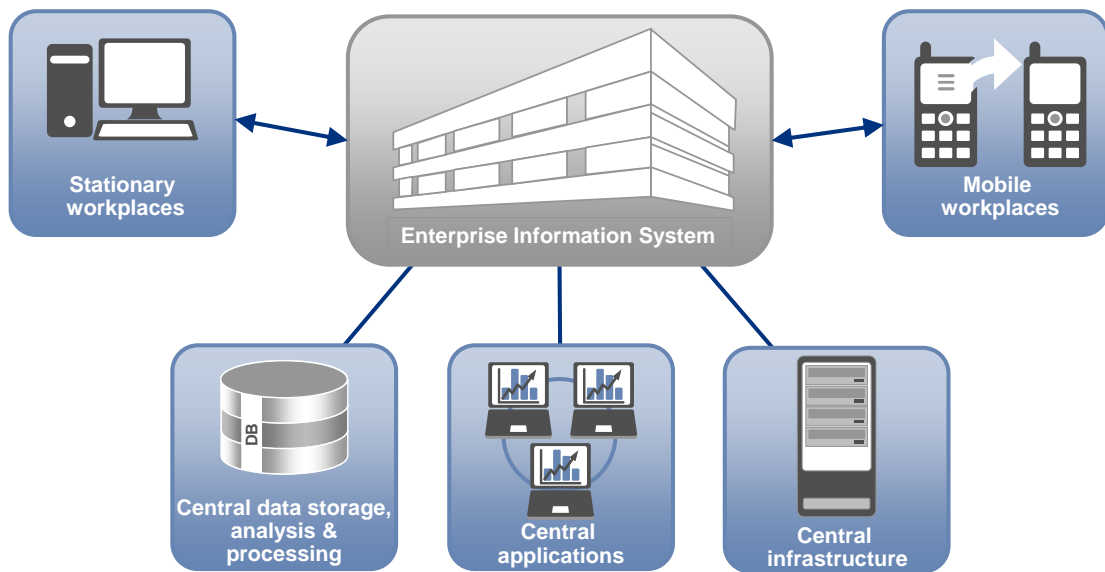 Stationary
workplaces
Enterprise Information System
Mobile
workplaces
DB
Central data storage,
analysis &
processing
Central
applications
Central
infrastructure